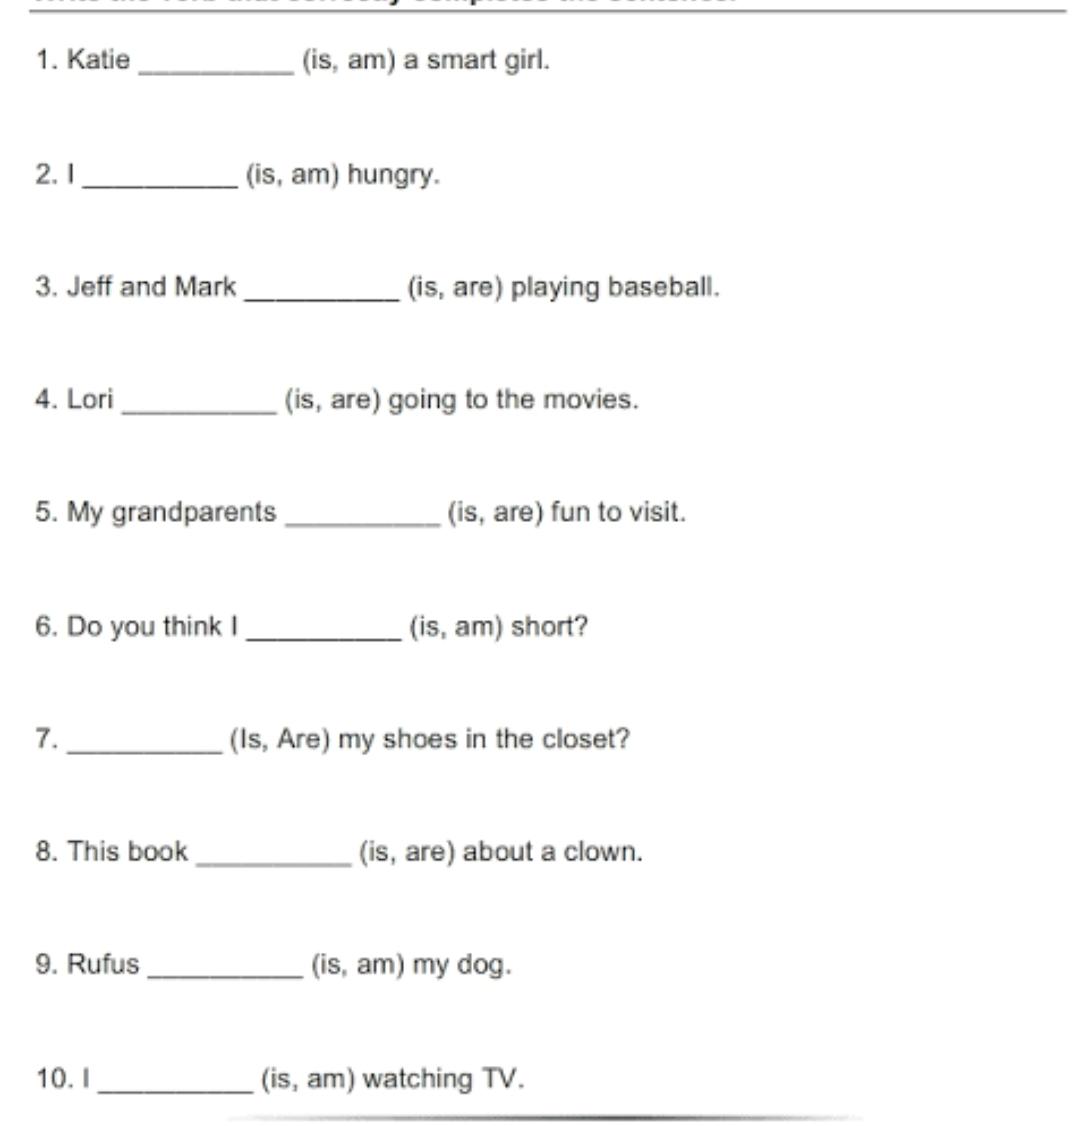 1. Katie __________ (is, am) a smart girl.
2. I __________ (is, am) hungry.
3. Jeff and Mark __________ (is, are) playing baseball.
4. Lori __________ (is, are) going to the movies.
5. My grandparents __________ (is, are) fun to visit.
6. Do you think I __________ (is, am) short?
7. __________ (Is, Are) my shoes in the closet?
8. This book __________ (is, are) about a clown.
9. Rufus __________ (is, am) my dog.
10. I __________ (is, am) watching TV.